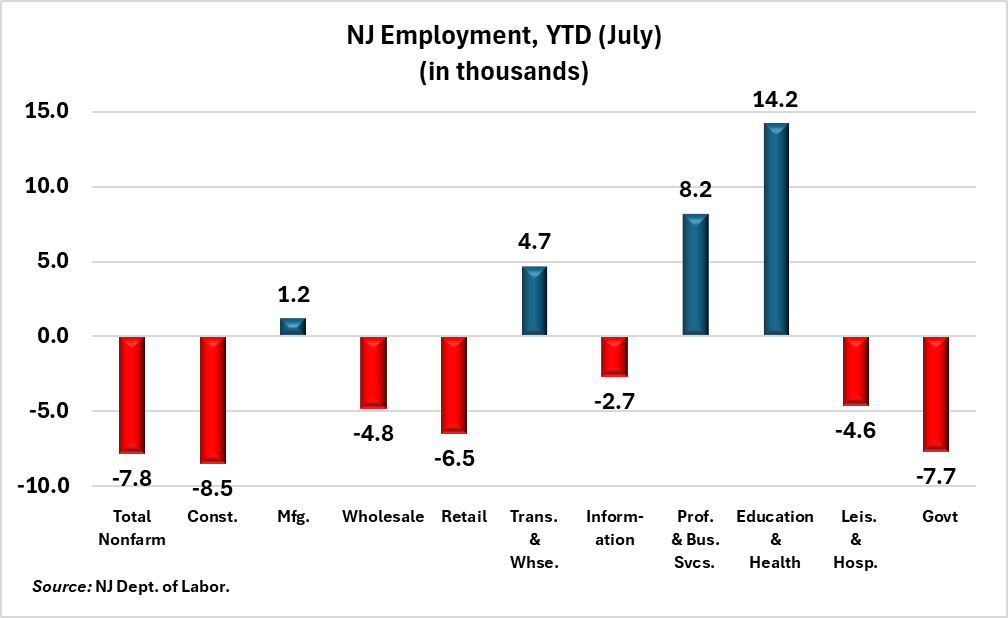 NJ Employment, YTD (July)
(in thousands)
15.0
10.0
5.0
0.0
-5.0
-10.0
-7.8
-8.5
1.2
-4.8
-6.5
4.7
-2.7
8.2
14.2
-4.6
-7.7
Total
Nonfarm
Const.
Mfg.
Wholesale
Retail
Trans.
&
Whse.
Inform-
ation
Prof.
& Bus.
Svcs.
Education
&
Health
Leis.
&
Hosp.
Govt
Source: NJ Dept. of Labor.